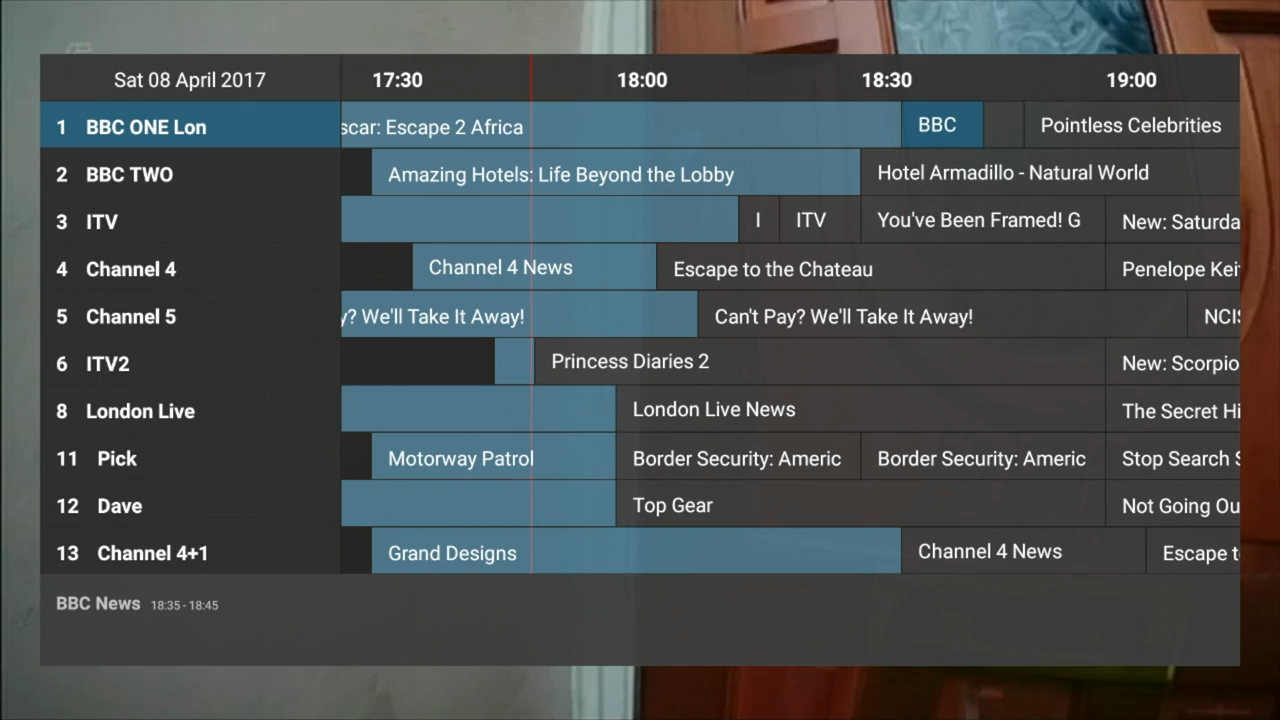 Sat 08 April 2017 17:30 18:00 18:30 19:00
1 BBC ONE Lon scar: Escape 2 Africa BBC Pointless Celebrities
2 BBC TWO Amazing Hotels: Life Beyond the Lobby Hotel Armadillo - Natural World
3 ITV I ITV You've Been Framed! G New: Saturda
4 Channel 4 Channel 4 News Escape to the Chateau Penelope Kei
5 Channel 5 y? We'll Take It Away! Can't Pay? We'll Take It Away! NCIS
6 ITV2 Princess Diaries 2 New: Scorpio
8 London Live London Live News The Secret Hi
11 Pick Motorway Patrol Border Security: Americ Border Security: Americ Stop Search S
12 Dave Top Gear Not Going Ou
13 Channel 4+1 Grand Designs Channel 4 News Escape t
BBC News 18:35 - 18:45